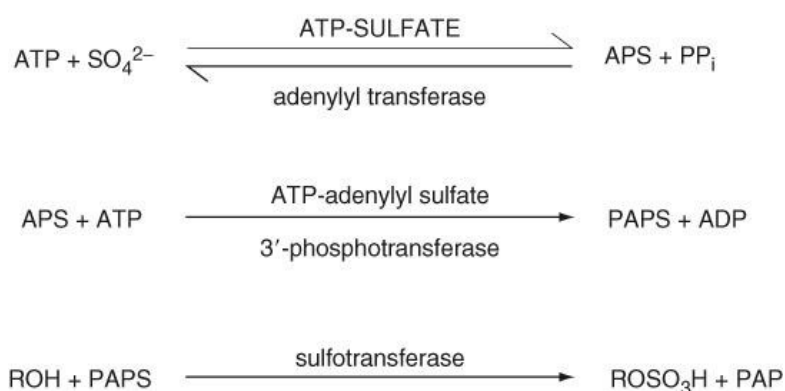 ATP-SULFATE
ATP + SO₄²⁻ APS + PPᵢ
adenylyl transferase
ATP-adenylyl sulfate
APS + ATP PAPS + ADP
3′-phosphotransferase
sulfotransferase
ROH + PAPS ROSO₃H + PAP